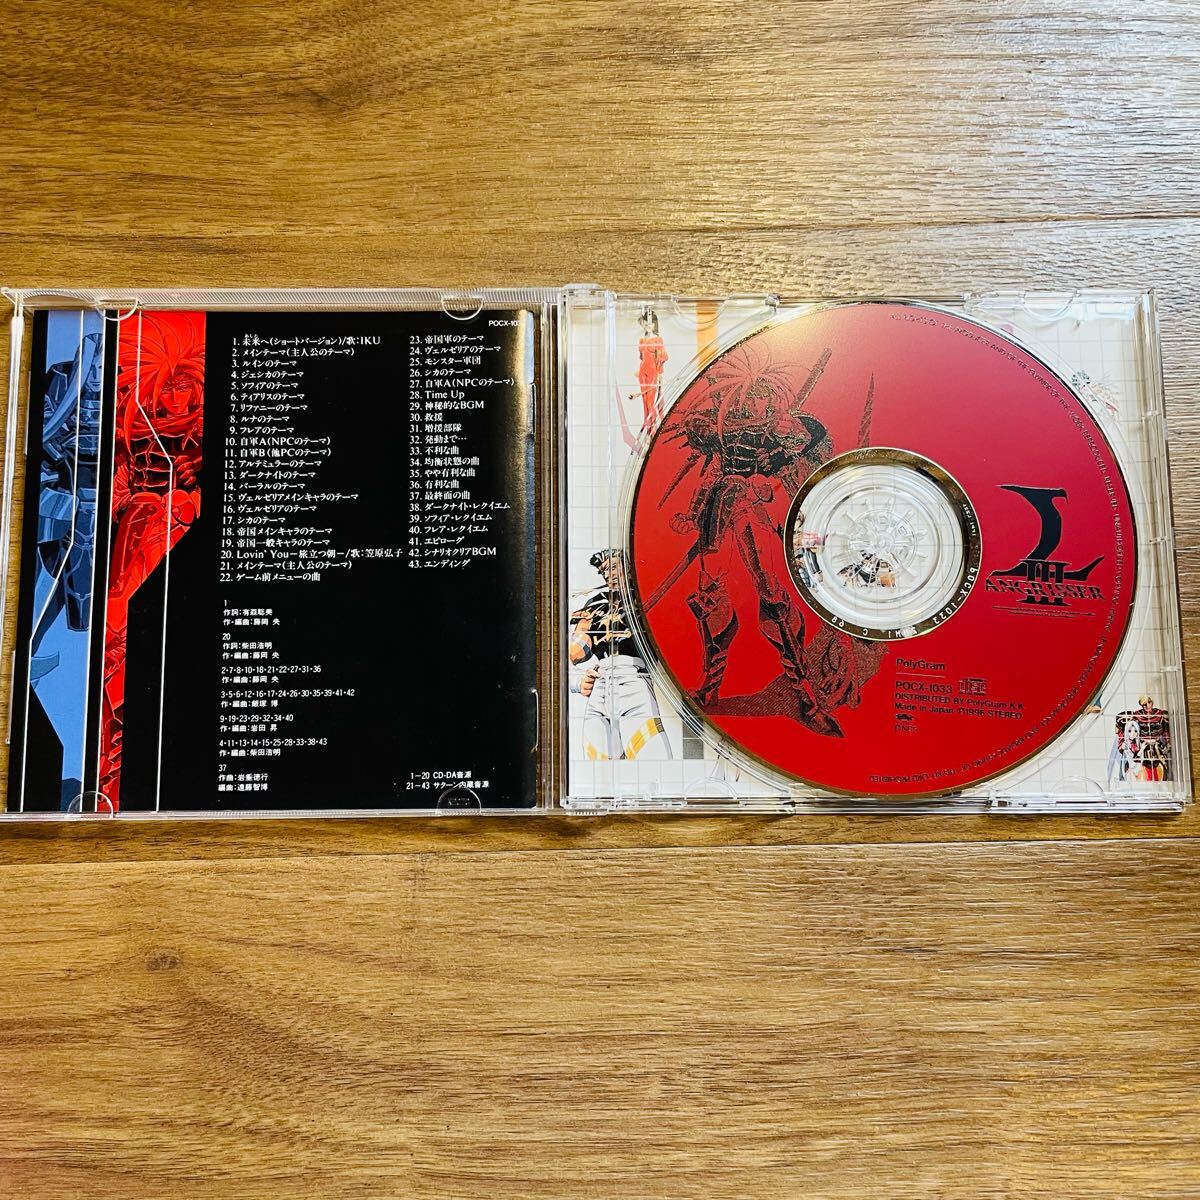 POCX-103
1. 未来へ(ショートバージョン)/歌:IKU
2. メインテーマ(主人公のテーマ)
3. ルインのテーマ
4. ジェシカのテーマ
5. ソフィアのテーマ
6. ティアリスのテーマ
7. リファニーのテーマ
8. ルナのテーマ
9. フレアのテーマ
10. 自軍A(NPCのテーマ)
11. 自軍B(他PCのテーマ)
12. アルテミュラーのテーマ
13. ダークナイトのテーマ
14. パーラルのテーマ
15. ヴェルゼリアメインキャラのテーマ
16. ヴェルゼリアのテーマ
17. シカのテーマ
18. 帝国メインキャラのテーマ
19. 帝国一般キャラのテーマ
20. Lovin' You－旅立つ朝－/歌:笠原弘子
21. メインテーマ(主人公のテーマ)
22. ゲーム前メニューの曲
23. 帝国軍のテーマ
24. ヴェルゼリアのテーマ
25. モンスター軍団
26. シカのテーマ
27. 自軍A(NPCのテーマ)
28. Time Up
29. 神秘的なBGM
30. 救援
31. 増援部隊
32. 発動まで…
33. 不利な曲
34. 均衡状態の曲
35. やや有利な曲
36. 有利な曲
37. 最終面の曲
38. ダークナイト・レクイエム
39. ソフィア・レクイエム
40. フレア・レクイエム
41. エピローグ
42. シナリオクリアBGM
43. エンディング
1
作詞:有森聡美
作・編曲:藤岡 央
20
作詞:柴田浩明
作・編曲:藤岡 央
2・7・8・10・18・21・22・27・31・36
作・編曲:藤岡 央
3・5・6・12・16・17・24・26・30・35・39・41・42
作・編曲:飯塚 博
9・19・23・29・32・34・40
作・編曲:岩田 昇
4・11・13・14・15・25・28・33・38・43
作・編曲:柴田浩明
37
作曲:岩垂徳行
編曲:遠藤智博
1－20 CD-DA音源
21－43 サターン内蔵音源
LANGRISSER
III
PolyGram
POCX-1033
DISTRIBUTED BY PolyGram K.K.
Made in Japan ℗1996 STEREO
POCX-1033